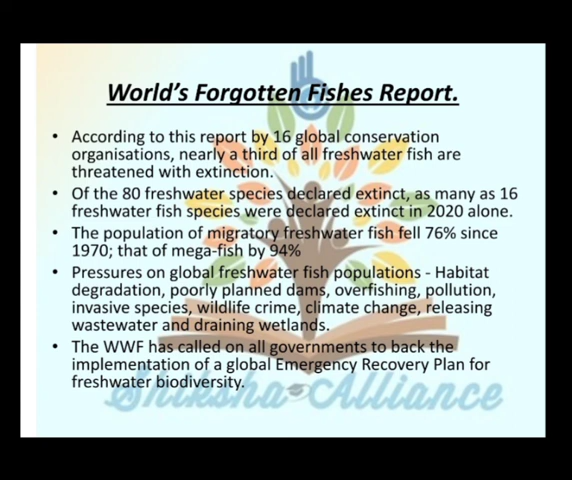 World's Forgotten Fishes Report.
• According to this report by 16 global conservation
organisations, nearly a third of all freshwater fish are
threatened with extinction.
• Of the 80 freshwater species declared extinct, as many as 16
freshwater fish species were declared extinct in 2020 alone.
• The population of migratory freshwater fish fell 76% since
1970; that of mega-fish by 94%
• Pressures on global freshwater fish populations - Habitat
degradation, poorly planned dams, overfishing, pollution,
invasive species, wildlife crime, climate change, releasing
wastewater and draining wetlands.
• The WWF has called on all governments to back the
implementation of a global Emergency Recovery Plan for
freshwater biodiversity.
Shiksha Alliance